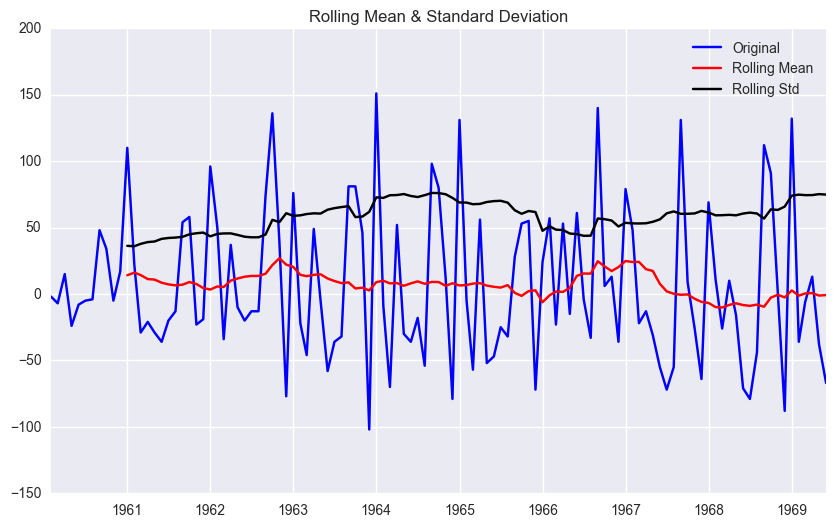 Rolling Mean & Standard Deviation
200
150
100
50
0
−50
−100
−150
Original
Rolling Mean
Rolling Std
1961 1962 1963 1964 1965 1966 1967 1968 1969